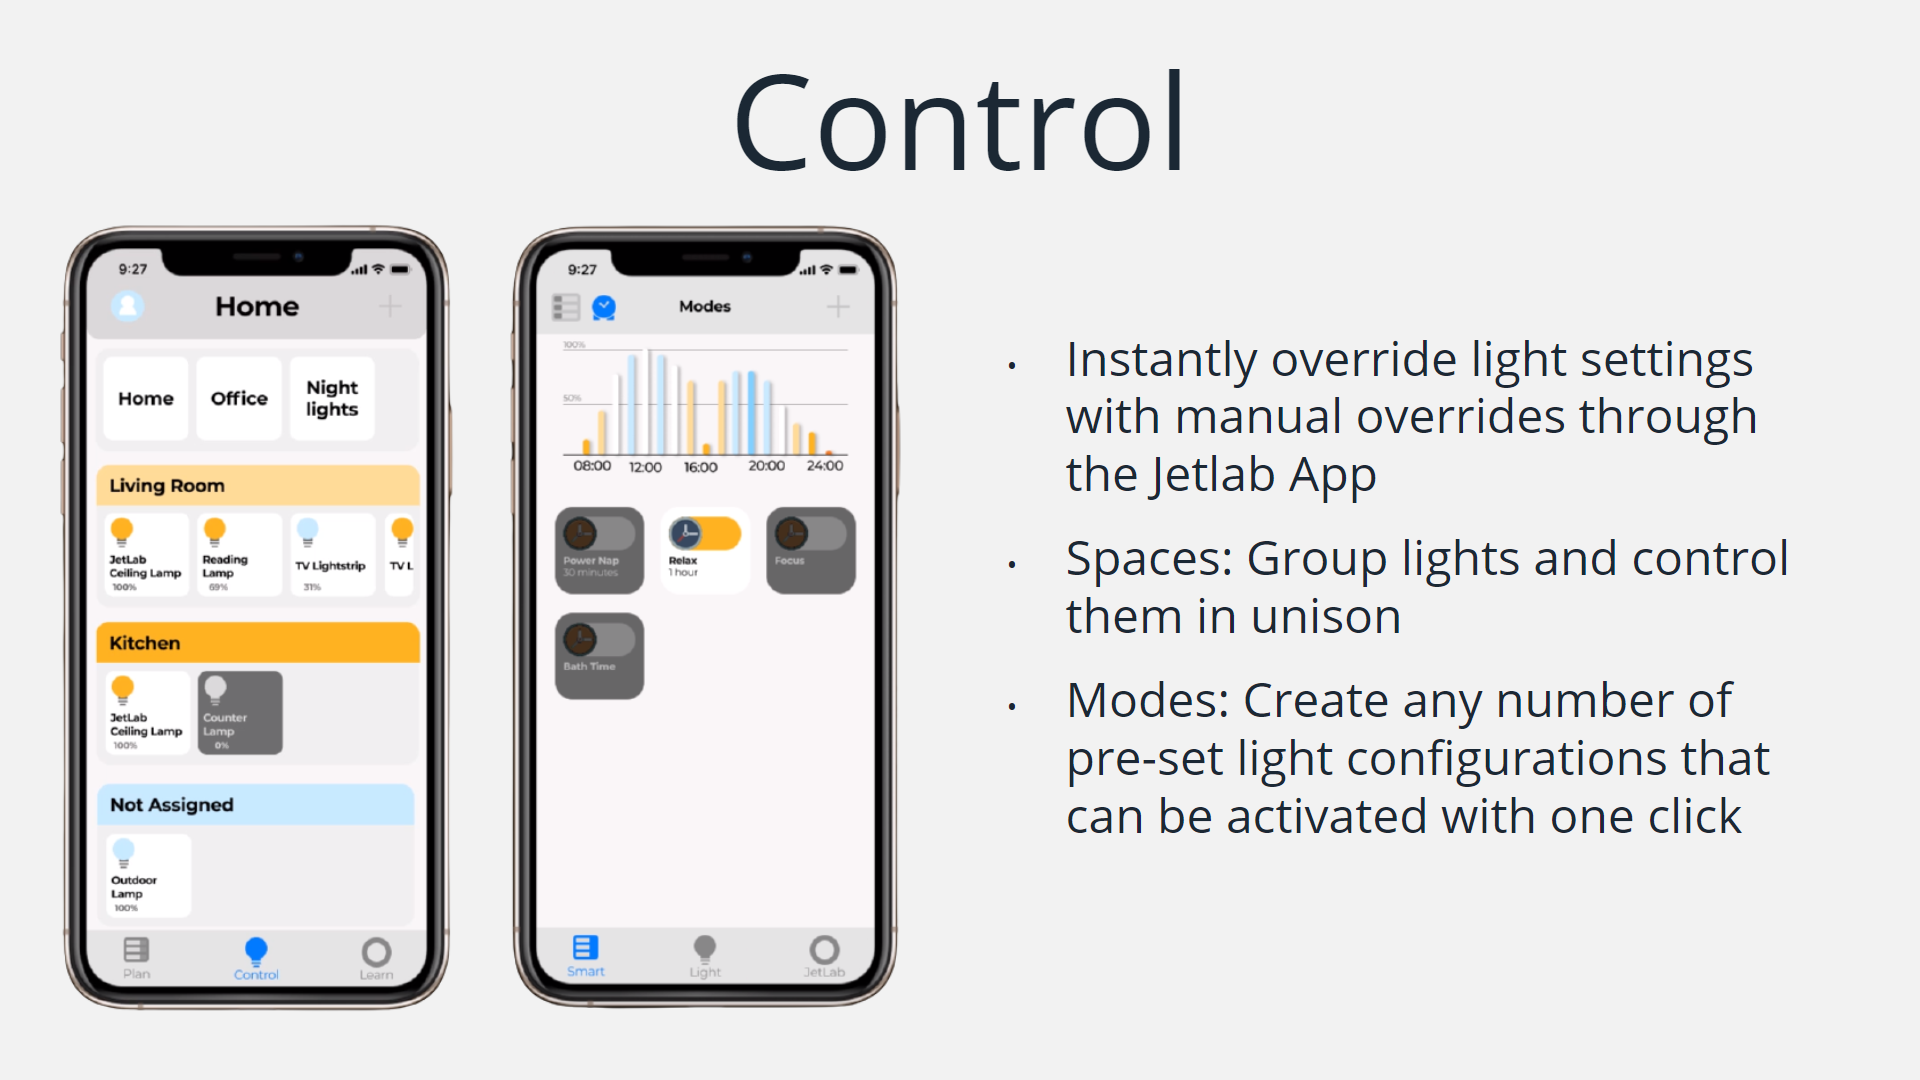 Control
9:27
Home
Home
Office
Night
lights
Living Room
JetLab
Ceiling Lamp
100%
Reading
Lamp
69%
TV Lightstrip
31%
TV L
Kitchen
JetLab
Ceiling Lamp
100%
Counter
Lamp
0%
Not Assigned
Outdoor
Lamp
100%
Plan
Control
Learn
9:27
Modes
100%
50%
08:00
12:00
16:00
20:00
24:00
Power Nap
30 minutes
Relax
1 hour
Focus
Bath Time
Smart
Light
JetLab
• Instantly override light settings
with manual overrides through
the Jetlab App
• Spaces: Group lights and control
them in unison
• Modes: Create any number of
pre-set light configurations that
can be activated with one click